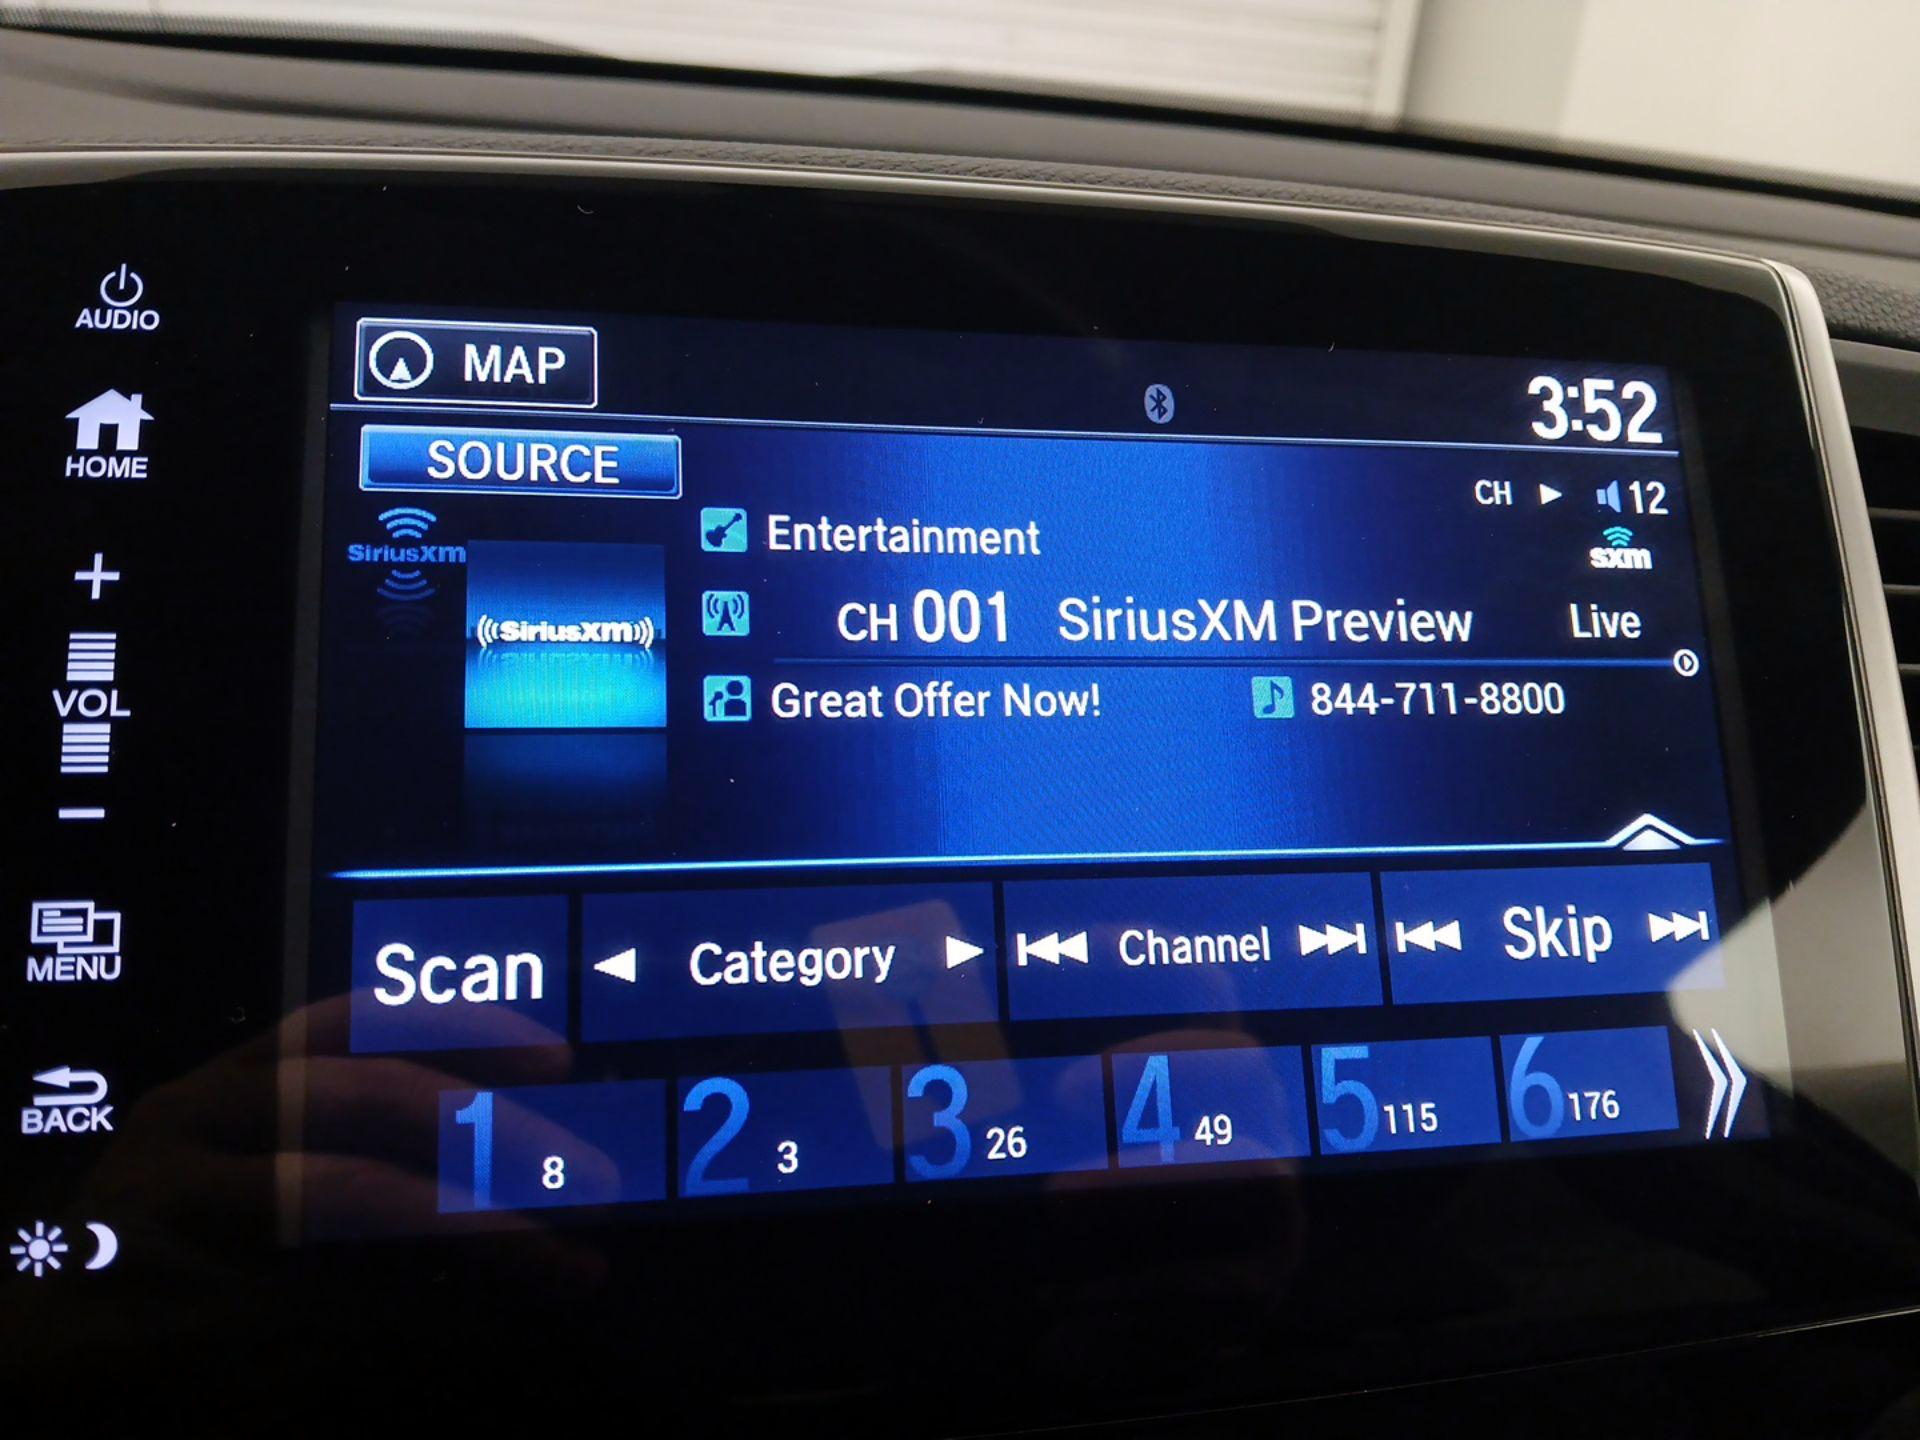 AUDIO
HOME
VOL
MENU
BACK
MAP
3:52
SOURCE
CH 12
SiriusXM
sxm
Entertainment
((SiriusXM))
CH 001 SiriusXM Preview Live
Great Offer Now! 844-711-8800
Scan Category Channel Skip
1 8 2 3 3 26 4 49 5 115 6 176